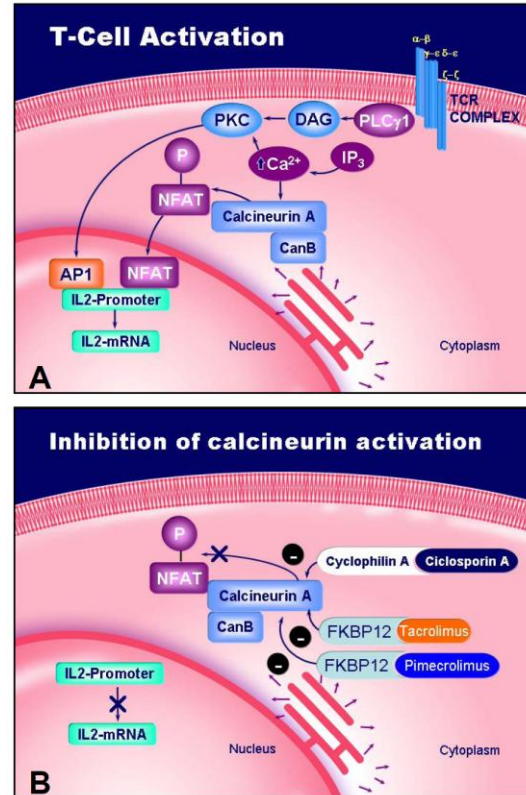 T-Cell Activation
α-β
γ-ε δ-ε
ζ-ζ
TCR
COMPLEX
PKC
DAG
PLCγ1
P
Ca²⁺
IP₃
NFAT
Calcineurin A
CanB
AP1
NFAT
IL2-Promoter
IL2-mRNA
Nucleus
Cytoplasm
A
Inhibition of calcineurin activation
P
Cyclophilin A
Ciclosporin A
NFAT
Calcineurin A
CanB
FKBP12
Tacrolimus
FKBP12
Pimecrolimus
IL2-Promoter
IL2-mRNA
Nucleus
Cytoplasm
B